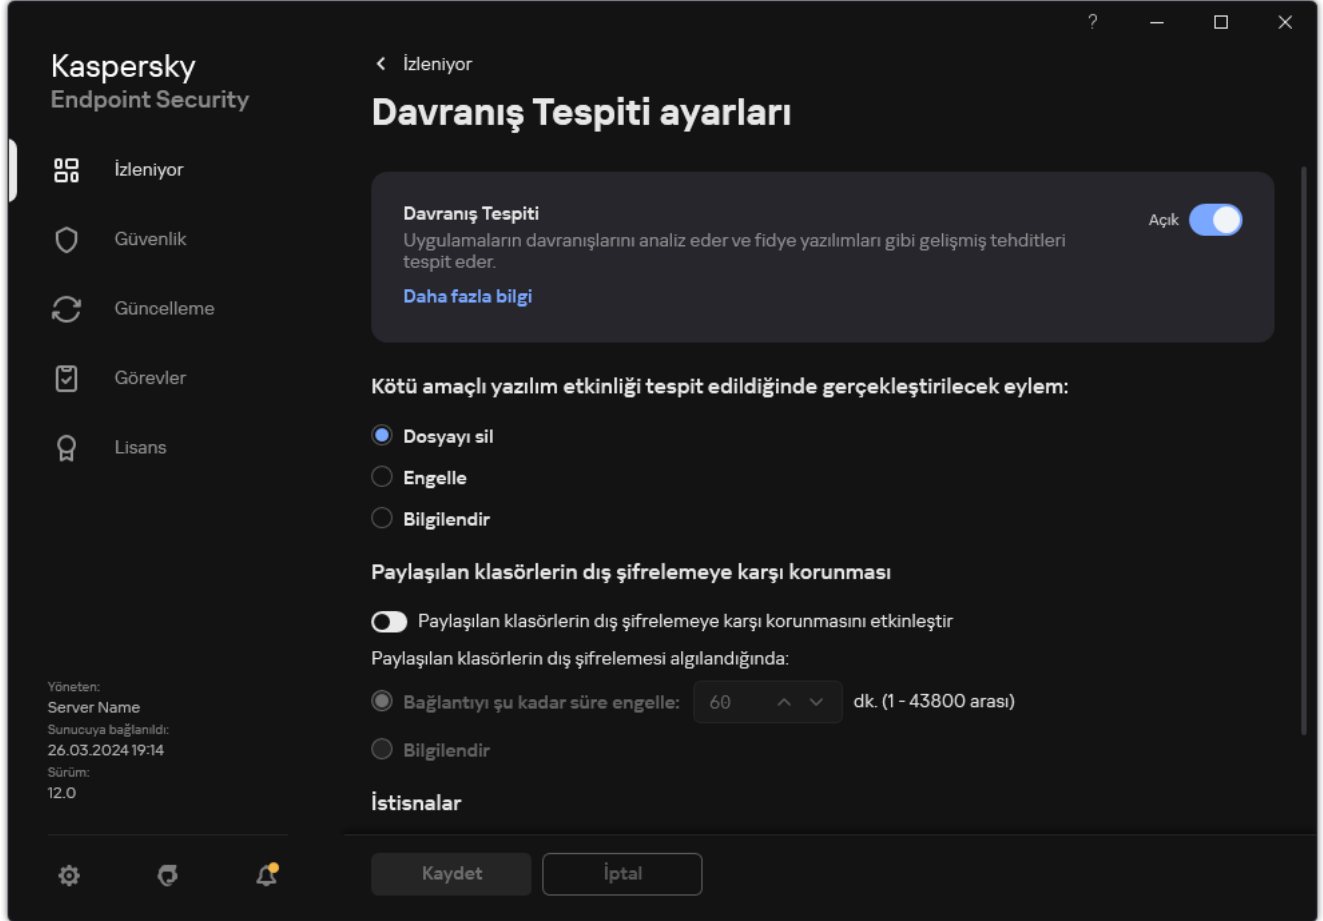 Kaspersky
Endpoint Security
İzleniyor
Güvenlik
Güncelleme
Görevler
Lisans
Yöneten:
Server Name
Sunucuya bağlanıldı:
26.03.2024 19:14
Sürüm:
12.0
?
İzleniyor
Davranış Tespiti ayarları
Davranış Tespiti
Açık
Uygulamaların davranışlarını analiz eder ve fidye yazılımları gibi gelişmiş tehditleri
tespit eder.
Daha fazla bilgi
Kötü amaçlı yazılım etkinliği tespit edildiğinde gerçekleştirilecek eylem:
Dosyayı sil
Engelle
Bilgilendir
Paylaşılan klasörlerin dış şifrelemeye karşı korunması
Paylaşılan klasörlerin dış şifrelemeye karşı korunmasını etkinleştir
Paylaşılan klasörlerin dış şifrelemesi algılandığında:
Bağlantıyı şu kadar süre engelle: 60 dk. (1 - 43800 arası)
Bilgilendir
İstisnalar
Kaydet
İptal